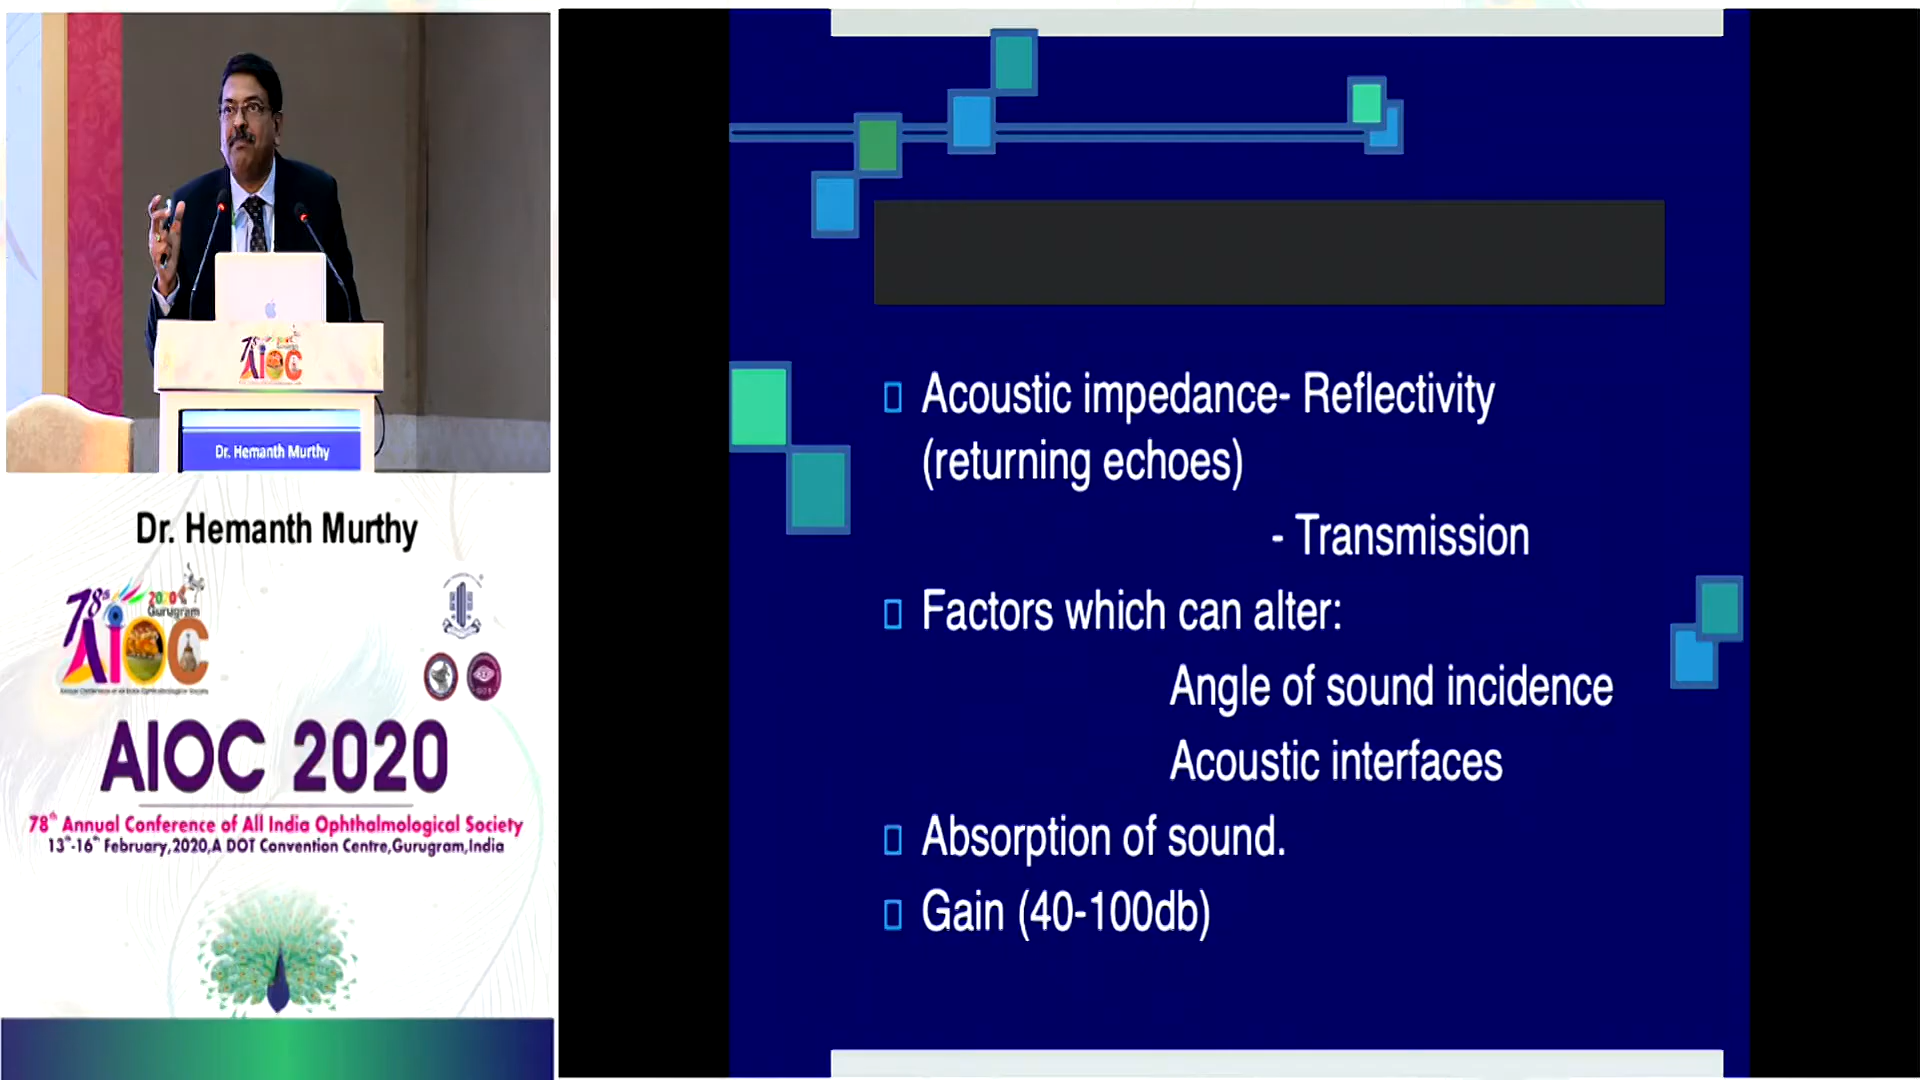 Dr. Hemanth Murthy
Dr. Hemanth Murthy
78th
2020
Gurugram
AIOC
AIOC 2020
78th Annual Conference of All India Ophthalmological Society
13th-16th February,2020,A DOT Convention Centre,Gurugram,India
Acoustic impedance- Reflectivity
(returning echoes)
- Transmission
Factors which can alter:
Angle of sound incidence
Acoustic interfaces
Absorption of sound.
Gain (40-100db)